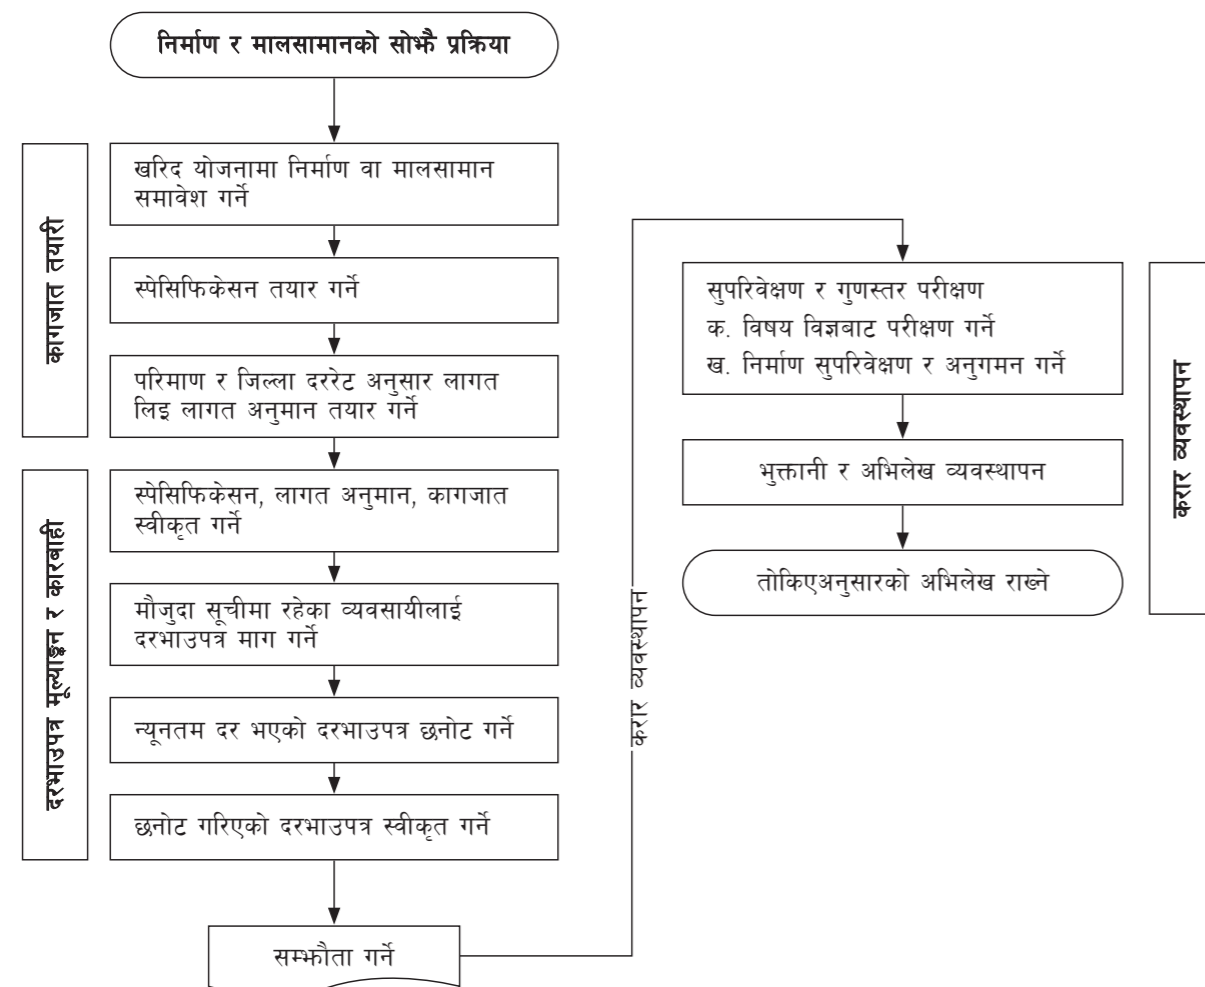 निर्माण र मालसामानको सोझै प्रक्रिया
कागजात तयारी
खरिद योजनामा निर्माण वा मालसामान
समावेश गर्ने
स्पेसिफिकेसन तयार गर्ने
परिमाण र जिल्ला दररेट अनुसार लागत
लिइ लागत अनुमान तयार गर्ने
दरभाउपत्र मूल्याङ्कन र कारबाही
स्पेसिफिकेसन, लागत अनुमान, कागजात
स्वीकृत गर्ने
मौजुदा सूचीमा रहेका व्यवसायीलाई
दरभाउपत्र माग गर्ने
न्यूनतम दर भएको दरभाउपत्र छनोट गर्ने
छनोट गरिएको दरभाउपत्र स्वीकृत गर्ने
सम्झौता गर्ने
करार व्यवस्थापन
सुपरिवेक्षण र गुणस्तर परीक्षण
क. विषय विज्ञबाट परीक्षण गर्ने
ख. निर्माण सुपरिवेक्षण र अनुगमन गर्ने
भुक्तानी र अभिलेख व्यवस्थापन
तोकिएअनुसारको अभिलेख राख्ने
करार व्यवस्थापन